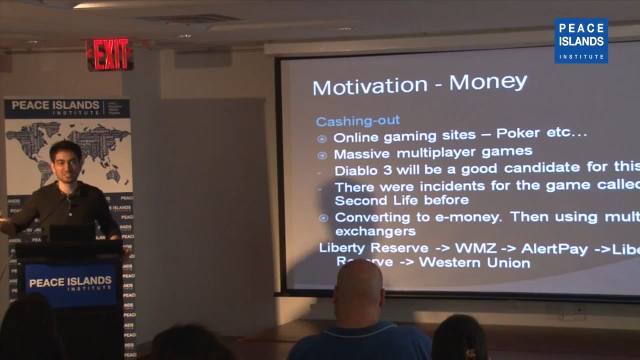 PEACE
ISLANDS
INSTITUTE
EXIT
PEACE ISLANDS
INSTITUTE
Motivation - Money
Cashing-out
Online gaming sites – Poker etc…
Massive multiplayer games
- Diablo 3 will be a good candidate for this
- There were incidents for the game called
Second Life before
Converting to e-money. Then using mult
exchangers
Liberty Reserve -> WMZ -> AlertPay ->Libe
Reserve -> Western Union
PEACE ISLANDS
INSTITUTE